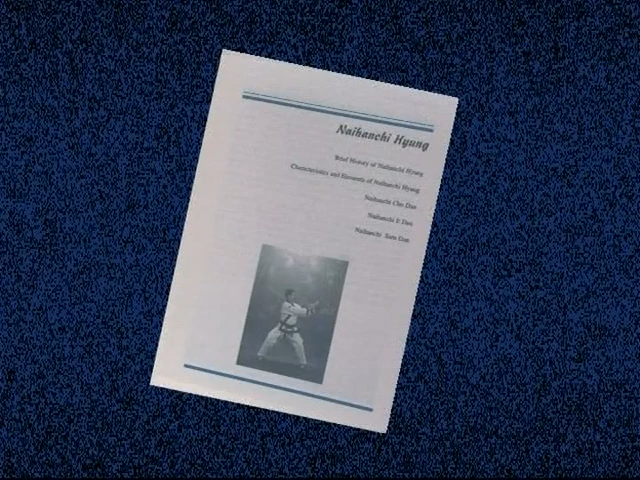 Naihanchi Hyung
Brief History of Naihanchi Hyung
Characteristics and Elements of Naihanchi Hyung
Naihanchi Cho Dan
Naihanchi E Dan
Naihanchi Sam Dan